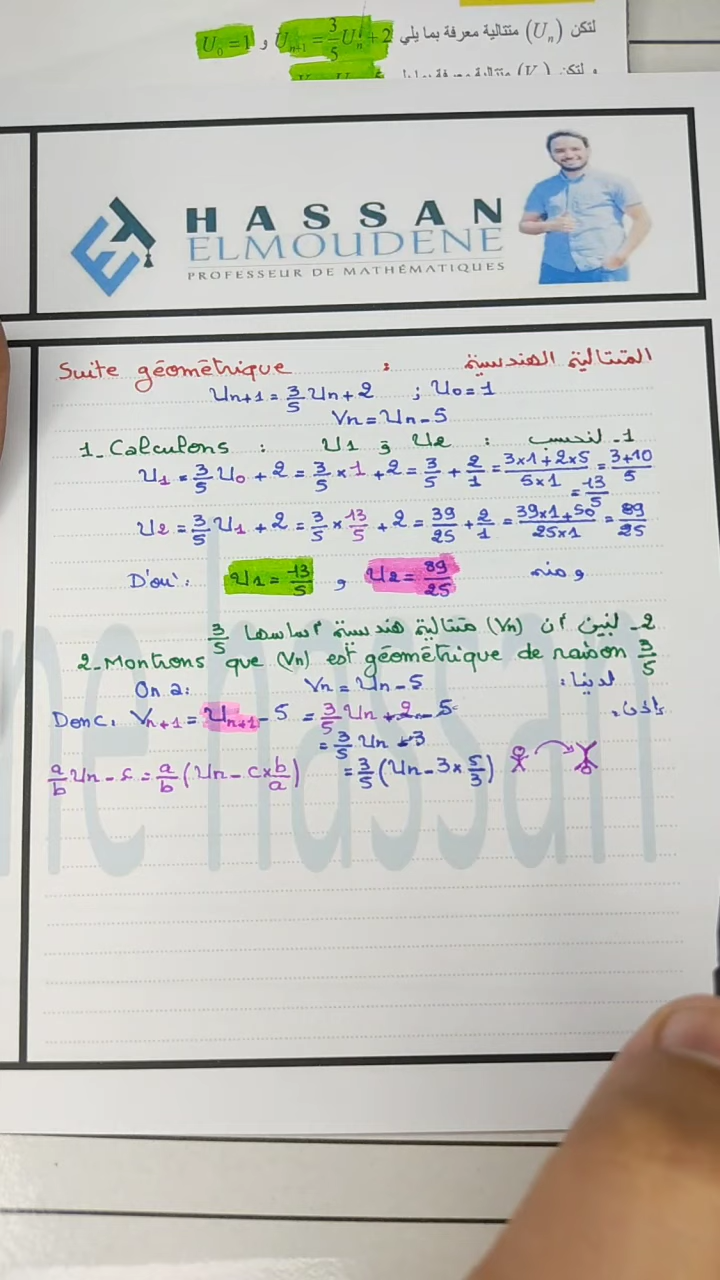 لتكن (Uₙ) متتالية معرفة بما يلي Uₙ₊₁ = 3/5 Uₙ + 2 و U₀ = 1
HASSAN
ELMOUDENE
PROFESSEUR DE MATHÉMATIQUES
Suite géométrique : المتتالية الهندسية
Un+1 = 3/5 Un + 2 ; U0 = 1
Vn = Un - 5
1 - Calculons : U1 و U2 : 1 - لنحسب
U1 = 3/5 U0 + 2 = 3/5 × 1 + 2 = 3/5 + 2/1 = (3×1+2×5)/(5×1) = (3+10)/5
= 13/5
U2 = 3/5 U1 + 2 = 3/5 × 13/5 + 2 = 39/25 + 2/1 = (39×1+50)/(25×1) = 89/25
D'où : U1 = 13/5 و U2 = 89/25 ومنه
2 - لنبين أن (Vn) متتالية هندسية أساسها 3/5
2 - Montrons que (Vn) est géométrique de raison 3/5
On a : Vn = Un - 5 لدينا :
Denc : Vn+1 = Un+1 - 5 = 3/5 Un + 2 - 5 إذن :
= 3/5 Un - 3
a/b Un - c = a/b (Un - c × b/a) = 3/5 (Un - 3 × 5/3)
ne hassan